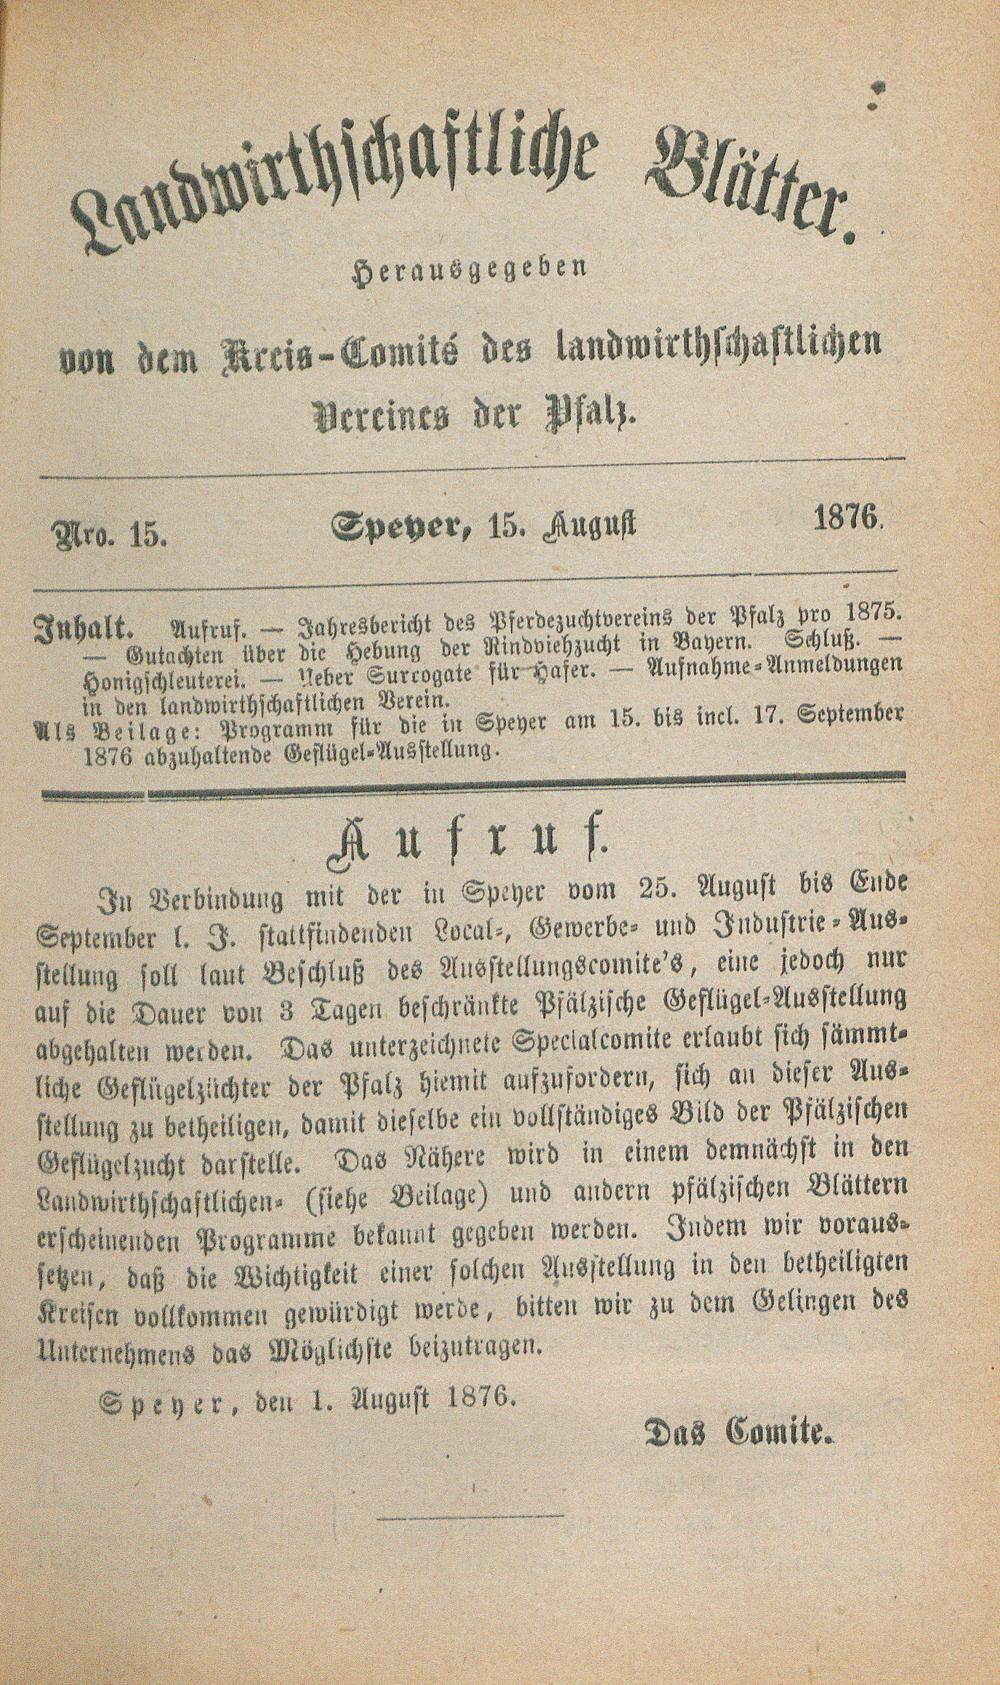 Landwirthschaftliche Blätter.
Herausgegeben
von dem Kreis-Comité des landwirthschaftlichen
Vereines der Pfalz.
Nro. 15. Speyer, 15. August 1876.
Inhalt. Aufruf. — Jahresbericht des Pferdezuchtvereins der Pfalz pro 1875.
— Gutachten über die Hebung der Rindviehzucht in Bayern. Schluß. —
Honigschleuterei. — Ueber Surrogate für Hafer. — Aufnahme-Anmeldungen
in den landwirthschaftlichen Verein.
Als Beilage: Programm für die in Speyer am 15. bis incl. 17. September
1876 abzuhaltende Geflügel-Ausstellung.
Aufruf.
In Verbindung mit der in Speyer vom 25. August bis Ende
September l. J. stattfindenden Local-, Gewerbe- und Industrie-Aus-
stellung soll laut Beschluß des Ausstellungscomite's, eine jedoch nur
auf die Dauer von 3 Tagen beschränkte Pfälzische Geflügel-Ausstellung
abgehalten werden. Das unterzeichnete Specialcomite erlaubt sich sämmt-
liche Geflügelzüchter der Pfalz hiemit aufzufordern, sich an dieser Aus-
stellung zu betheiligen, damit dieselbe ein vollständiges Bild der Pfälzischen
Geflügelzucht darstelle. Das Nähere wird in einem demnächst in den
Landwirthschaftlichen- (siehe Beilage) und andern pfälzischen Blättern
erscheinenden Programme bekannt gegeben werden. Indem wir voraus-
setzen, daß die Wichtigkeit einer solchen Ausstellung in den betheiligten
Kreisen vollkommen gewürdigt werde, bitten wir zu dem Gelingen des
Unternehmens das Möglichste beizutragen.
Speyer, den 1. August 1876.
Das Comite.